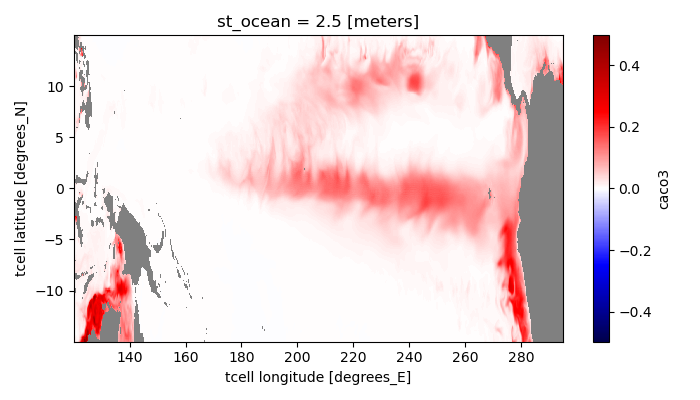 st_ocean = 2.5 [meters]
10
5
0
−5
−10
tcell latitude [degrees_N]
140 160 180 200 220 240 260 280
tcell longitude [degrees_E]
0.4
0.2
0.0
−0.2
−0.4
caco3